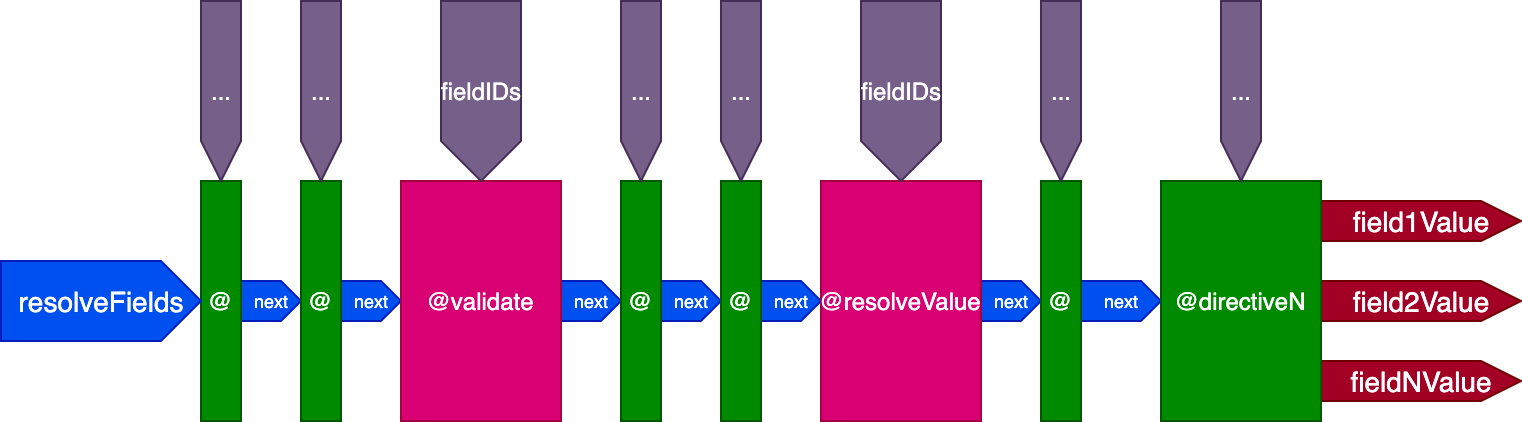 ...
...
fieldIDs
...
...
fieldIDs
...
...
resolveFields
@
next
@
next
@validate
next
@
next
@
next
@resolveValue
next
@
next
@directiveN
field1Value
field2Value
fieldNValue